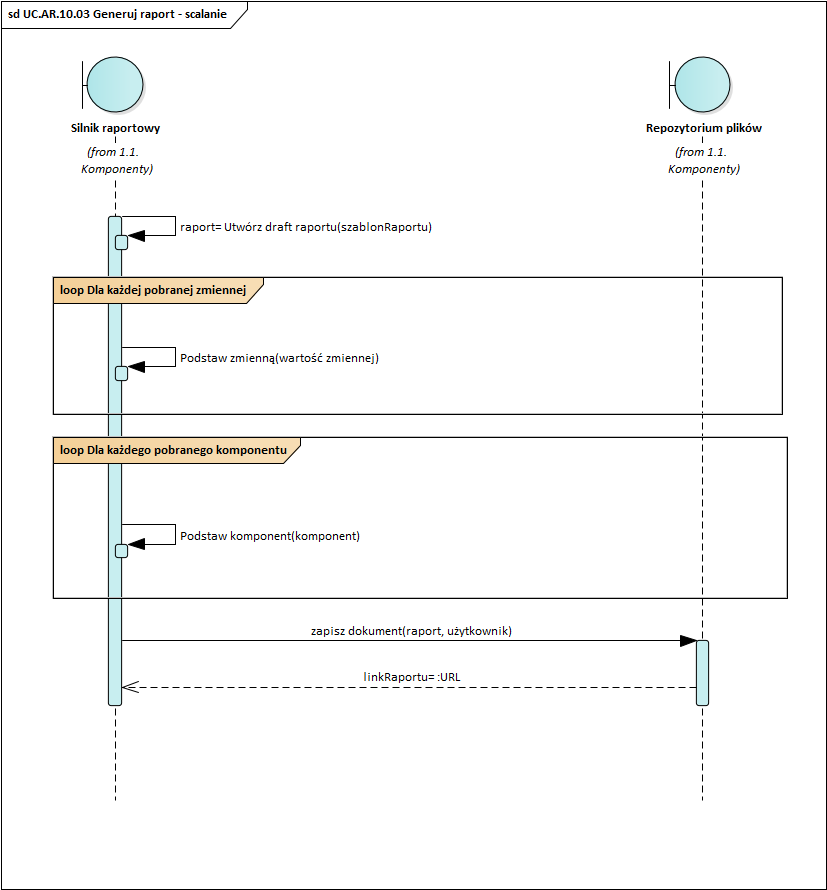 sd UC.AR.10.03 Generuj raport - scalanie
Silnik raportowy
(from 1.1.
Komponenty)
Repozytorium plików
(from 1.1.
Komponenty)
raport= Utwórz draft raportu(szablonRaportu)
loop Dla każdej pobranej zmiennej
Podstaw zmienną(wartość zmiennej)
loop Dla każdego pobranego komponentu
Podstaw komponent(komponent)
zapisz dokument(raport, użytkownik)
linkRaportu= :URL